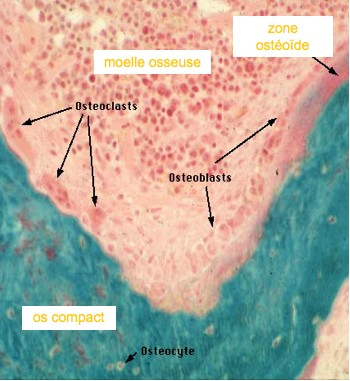 zone
ostéoïde
moelle osseuse
Osteoclasts
Osteoblasts
os compact
Osteocyte